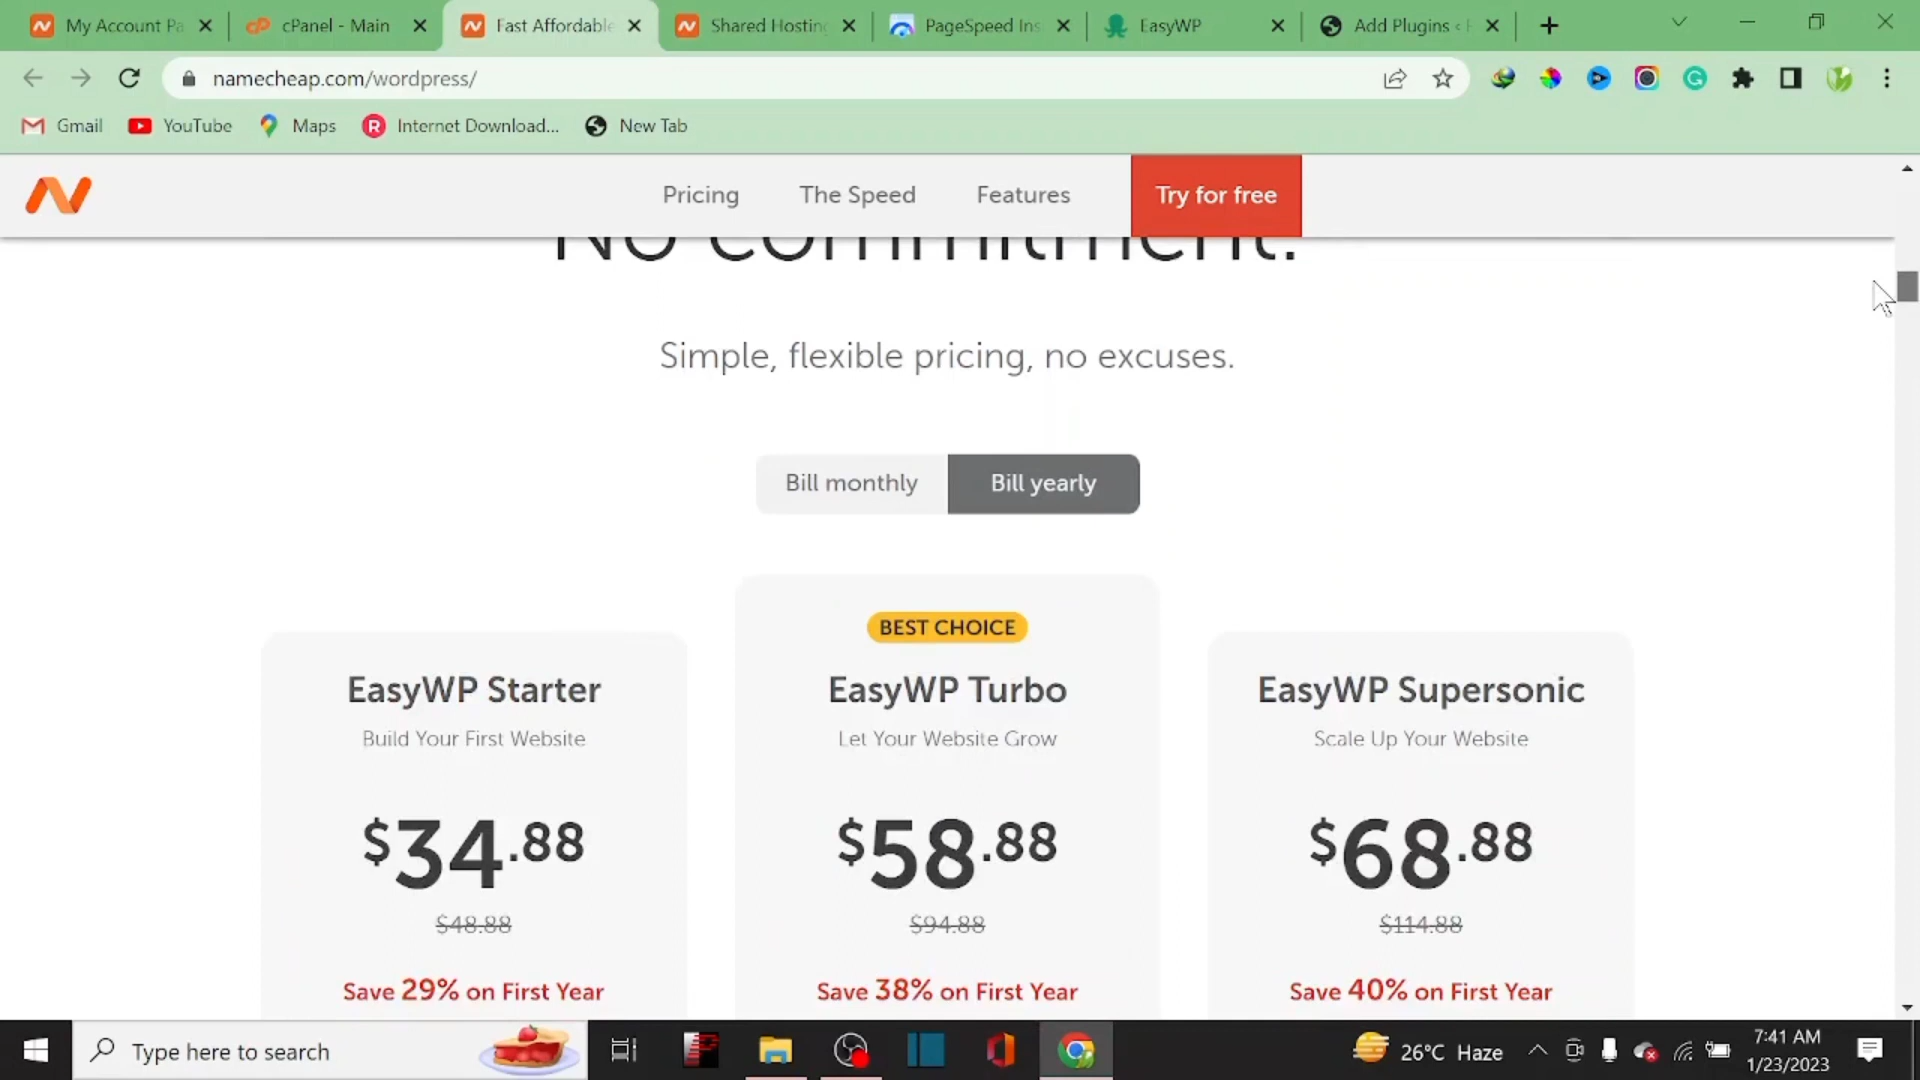 My Account Pa
cPanel - Main
Fast Affordable
Shared Hosting
PageSpeed Ins
EasyWP
Add Plugins ‹
namecheap.com/wordpress/
Gmail
YouTube
Maps
Internet Download...
New Tab
Pricing
The Speed
Features
Try for free
No commitment.
Simple, flexible pricing, no excuses.
Bill monthly
Bill yearly
BEST CHOICE
EasyWP Starter
EasyWP Turbo
EasyWP Supersonic
Build Your First Website
Let Your Website Grow
Scale Up Your Website
$34.88
$58.88
$68.88
$48.88
$94.88
$114.88
Save 29% on First Year
Save 38% on First Year
Save 40% on First Year
Type here to search
26°C Haze
7:41 AM
1/23/2023